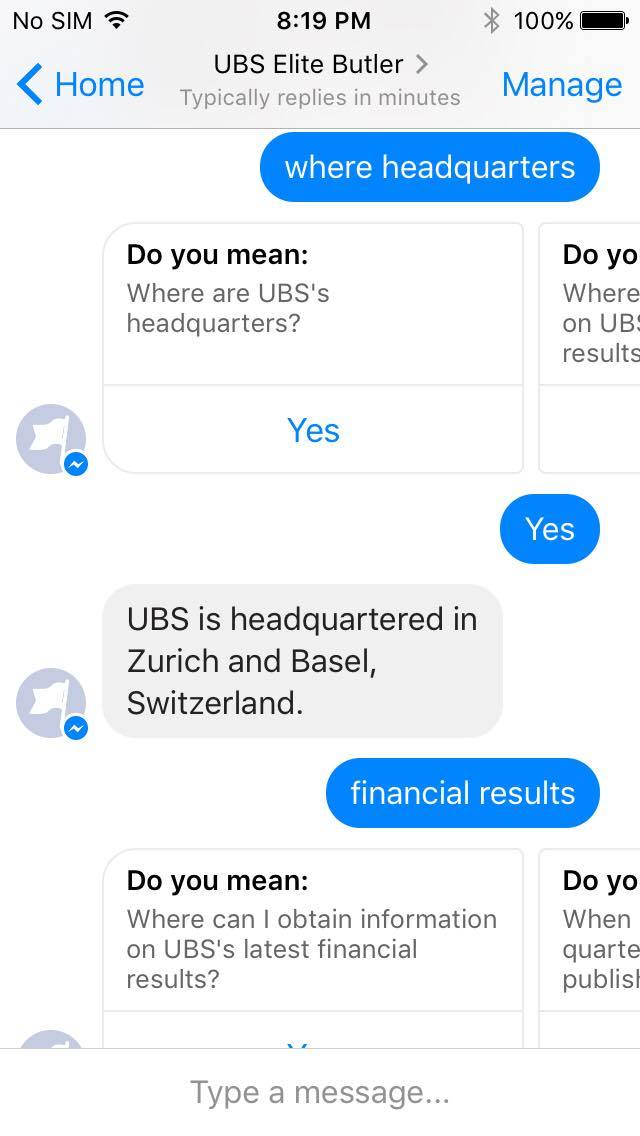 No SIM 8:19 PM 100%
Home UBS Elite Butler Manage
Typically replies in minutes
where headquarters
Do you mean:
Where are UBS's
headquarters?
Yes
Do yo
Where
on UBS
results
Yes
UBS is headquartered in
Zurich and Basel,
Switzerland.
financial results
Do you mean:
Where can I obtain information
on UBS's latest financial
results?
Do yo
When
quarte
publish
Type a message...